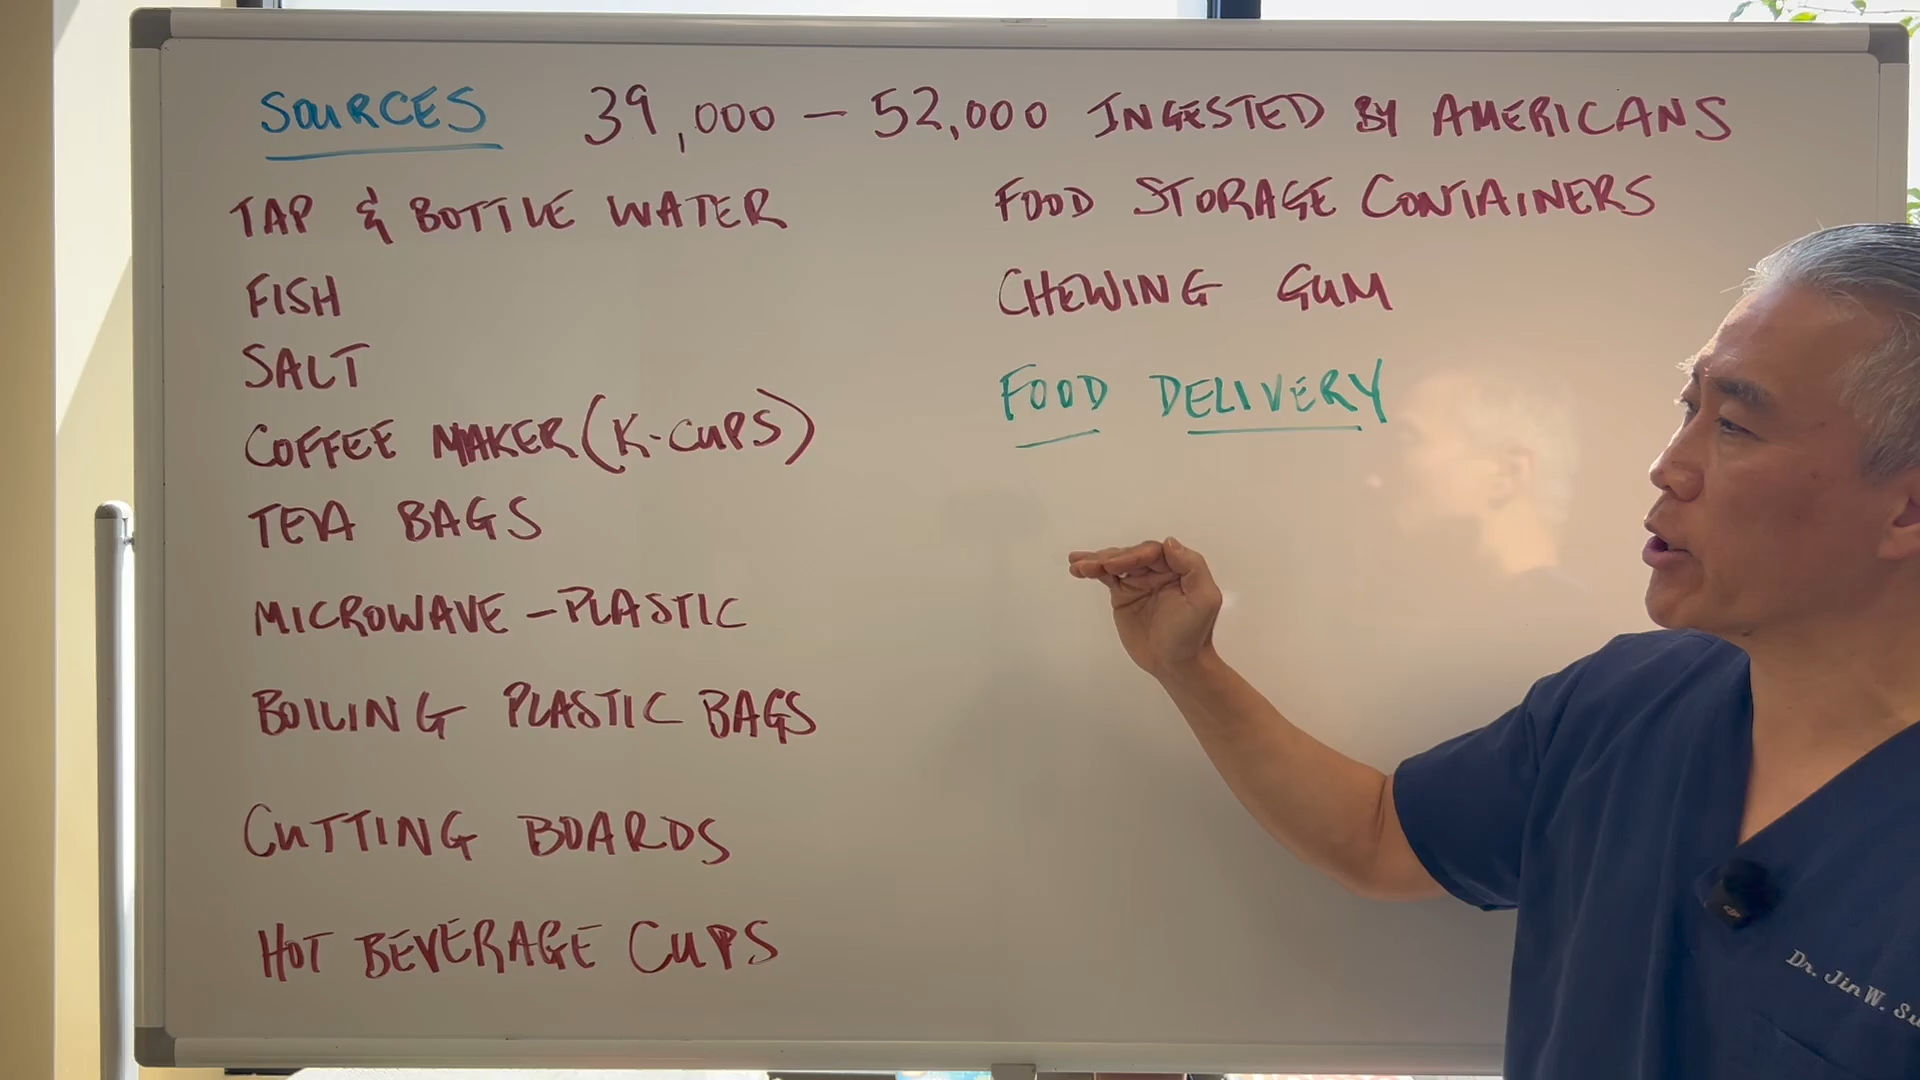 SOURCES 39,000 – 52,000 INGESTED BY AMERICANS
TAP & BOTTLE WATER
FISH
SALT
COFFEE MAKER (K-CUPS)
TEA BAGS
MICROWAVE – PLASTIC
BOILING PLASTIC BAGS
CUTTING BOARDS
HOT BEVERAGE CUPS
FOOD STORAGE CONTAINERS
CHEWING GUM
FOOD DELIVERY
Dr. Jin W.